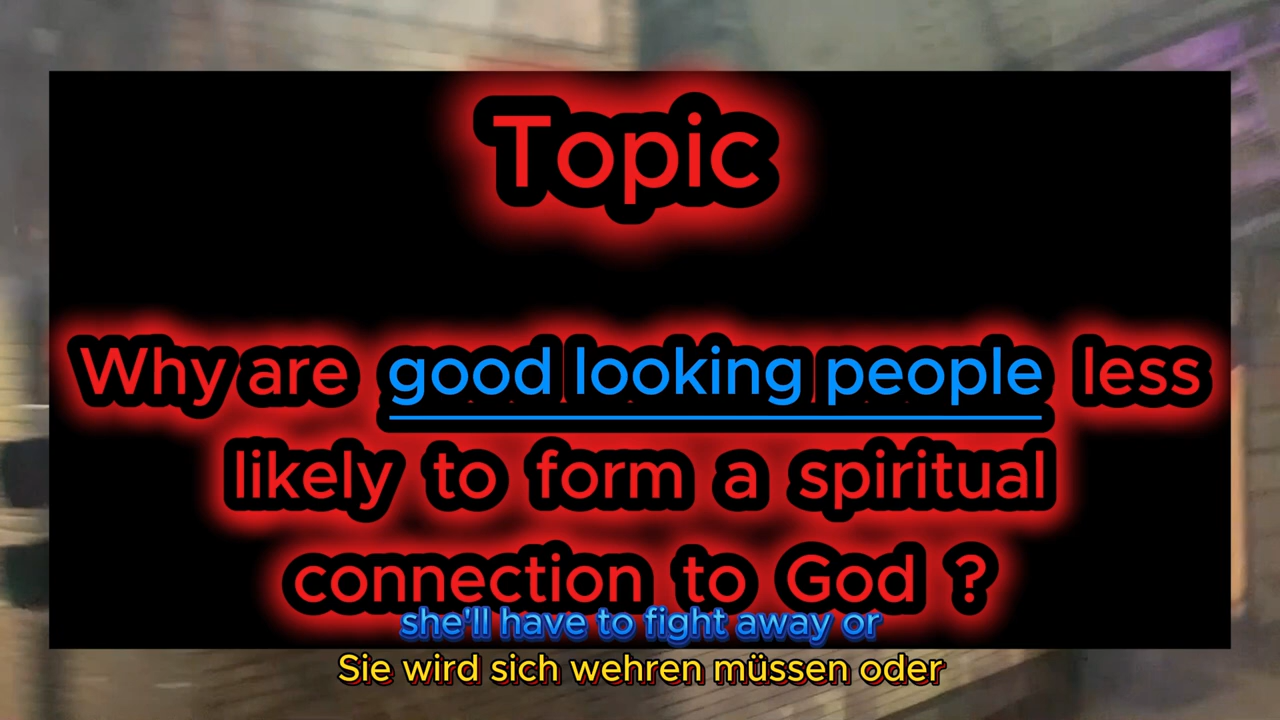 Topic
Why are good looking people less
likely to form a spiritual
connection to God ?
she'll have to fight away or
Sie wird sich wehren müssen oder